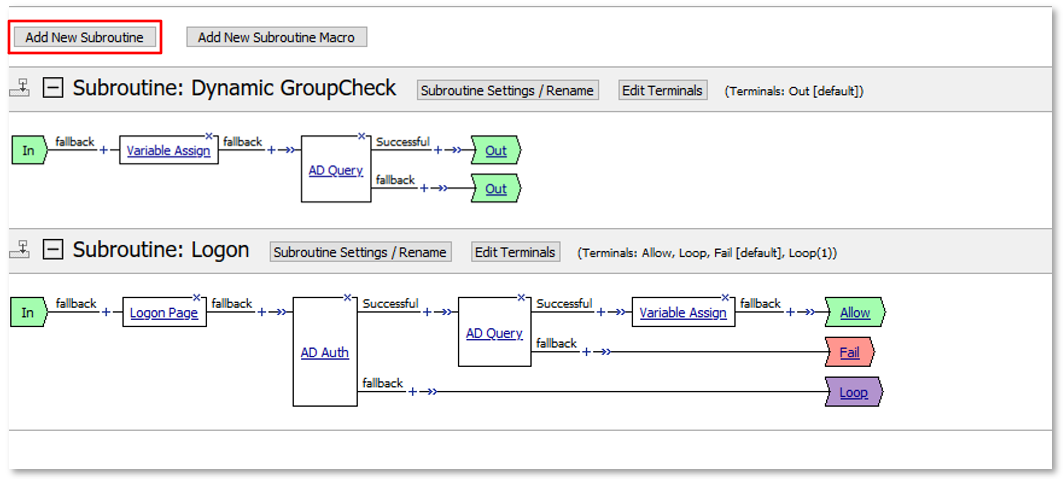 Add New Subroutine Add New Subroutine Macro
Subroutine: Dynamic GroupCheck Subroutine Settings / Rename Edit Terminals (Terminals: Out [default])
In fallback + Variable Assign × fallback + AD Query × Successful + Out
fallback + Out
Subroutine: Logon Subroutine Settings / Rename Edit Terminals (Terminals: Allow, Loop, Fail [default], Loop(1))
In fallback + Logon Page × fallback + AD Auth × Successful + AD Query × Successful + Variable Assign × fallback + Allow
fallback + Fail
fallback + Loop